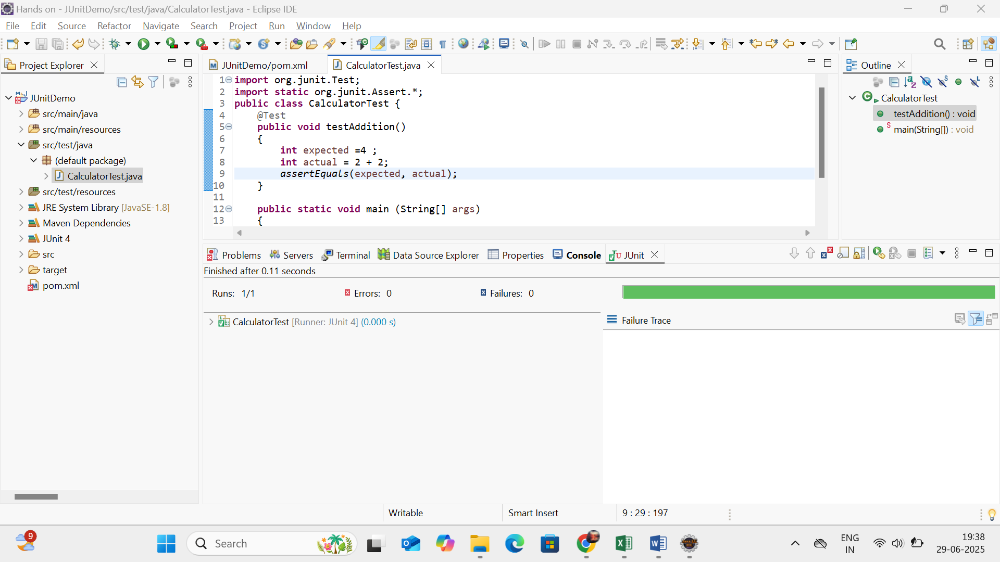 Hands on - JUnitDemo/src/test/java/CalculatorTest.java - Eclipse IDE
File Edit Source Refactor Navigate Search Project Run Window Help
Project Explorer
JUnitDemo
src/main/java
src/main/resources
src/test/java
(default package)
CalculatorTest.java
src/test/resources
JRE System Library [JavaSE-1.8]
Maven Dependencies
JUnit 4
src
target
pom.xml
JUnitDemo/pom.xml CalculatorTest.java
1 import org.junit.Test;
2 import static org.junit.Assert.*;
3 public class CalculatorTest {
4 @Test
5 public void testAddition()
6 {
7 int expected =4 ;
8 int actual = 2 + 2;
9 assertEquals(expected, actual);
10 }
11
12 public static void main (String[] args)
13 {
Outline
CalculatorTest
testAddition() : void
main(String[]) : void
Problems Servers Terminal Data Source Explorer Properties Console JUnit
Finished after 0.11 seconds
Runs: 1/1 Errors: 0 Failures: 0
CalculatorTest [Runner: JUnit 4] (0.000 s)
Failure Trace
Writable Smart Insert 9 : 29 : 197
9
Search
ENG
IN
19:38
29-06-2025